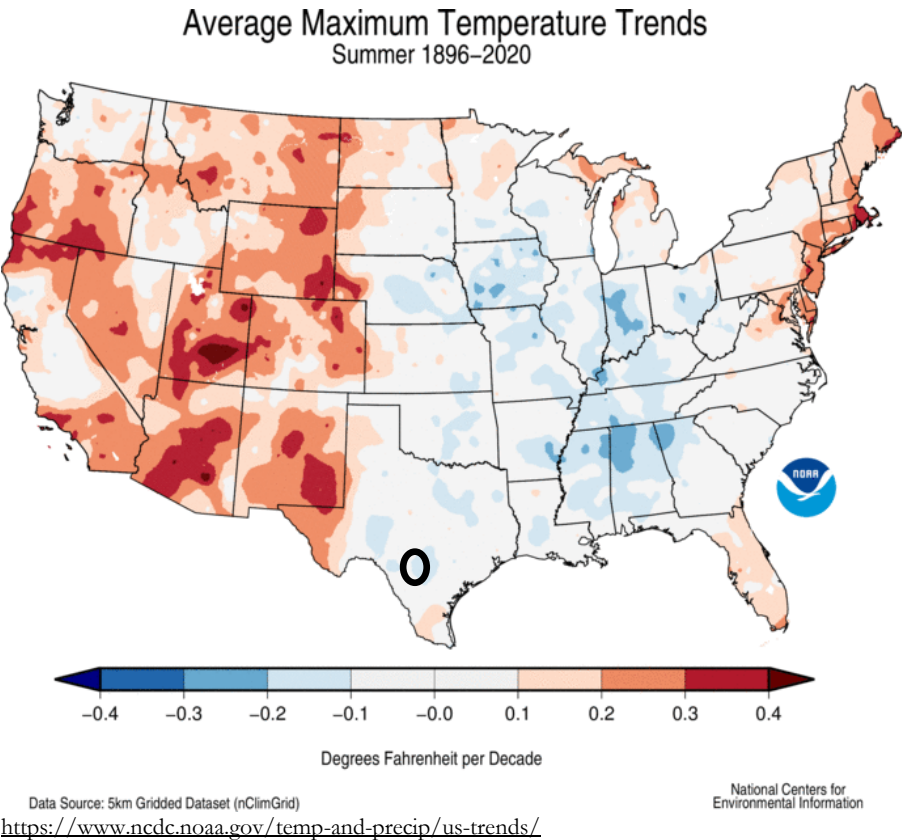 Average Maximum Temperature Trends
Summer 1896–2020
NOAA
−0.4 −0.3 −0.2 −0.1 −0.0 0.1 0.2 0.3 0.4
Degrees Fahrenheit per Decade
Data Source: 5km Gridded Dataset (nClimGrid)
National Centers for
Environmental Information
https://www.ncdc.noaa.gov/temp-and-precip/us-trends/